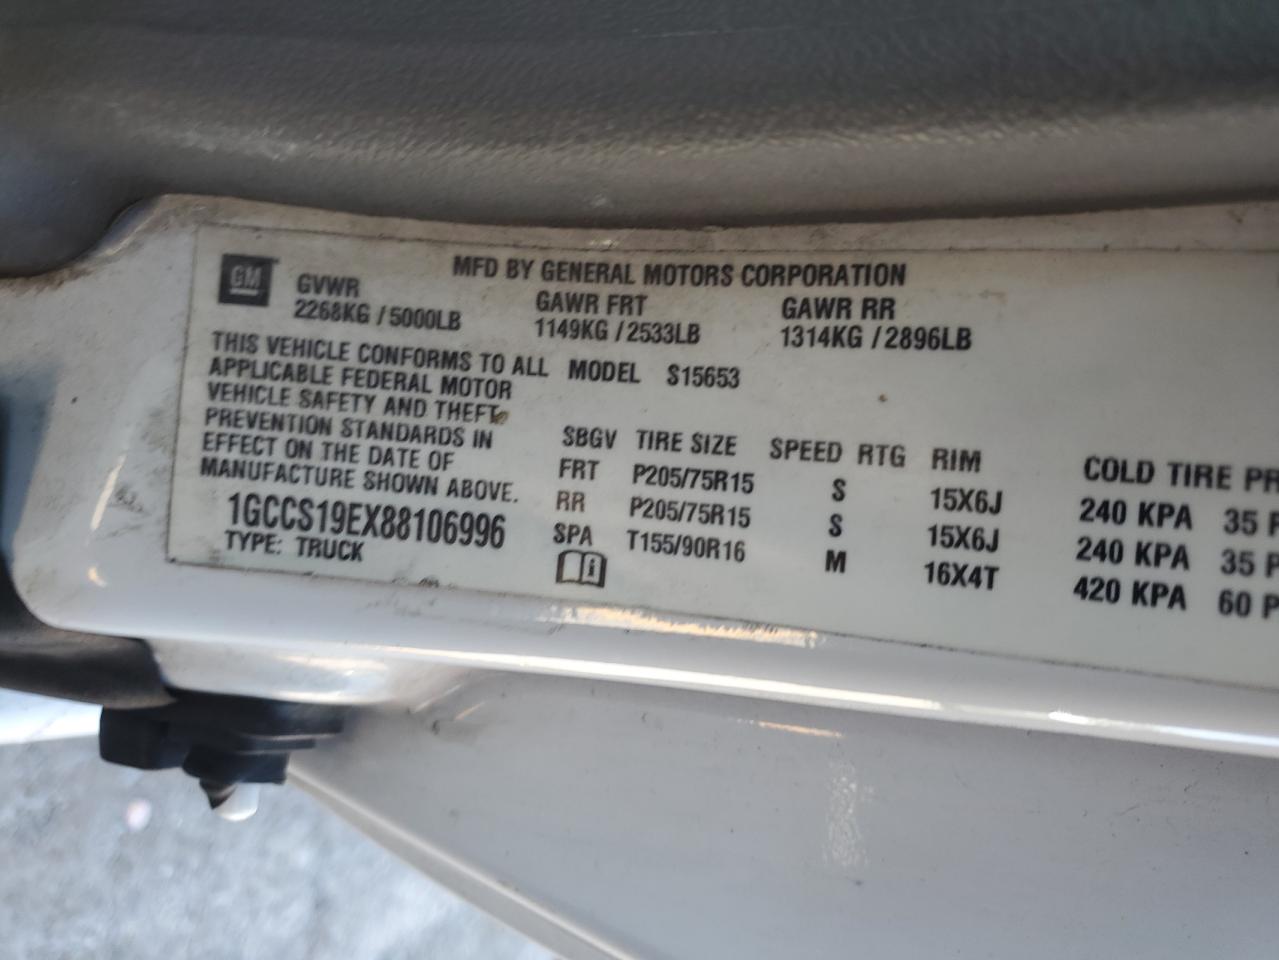 GM
MFD BY GENERAL MOTORS CORPORATION
GVWR GAWR FRT GAWR RR
2268KG / 5000LB 1149KG / 2533LB 1314KG / 2896LB
THIS VEHICLE CONFORMS TO ALL
APPLICABLE FEDERAL MOTOR
VEHICLE SAFETY AND THEFT
PREVENTION STANDARDS IN
EFFECT ON THE DATE OF
MANUFACTURE SHOWN ABOVE.
1GCCS19EX88106996
TYPE: TRUCK
MODEL S15653
SBGV TIRE SIZE SPEED RTG RIM COLD TIRE PR
FRT P205/75R15 S 15X6J 240 KPA 35 P
RR P205/75R15 S 15X6J 240 KPA 35 P
SPA T155/90R16 M 16X4T 420 KPA 60 P
i